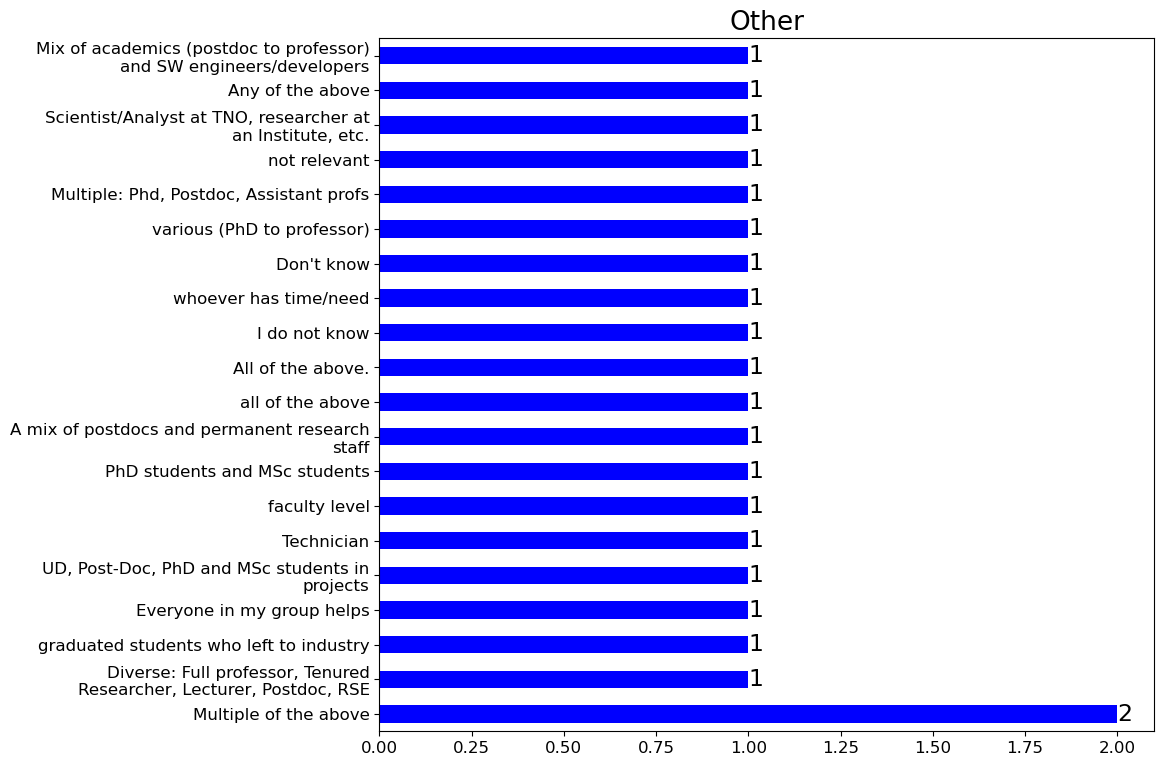 Other
Mix of academics (postdoc to professor)
and SW engineers/developers
1
Any of the above
1
Scientist/Analyst at TNO, researcher at
an Institute, etc.
1
not relevant
1
Multiple: Phd, Postdoc, Assistant profs
1
various (PhD to professor)
1
Don't know
1
whoever has time/need
1
I do not know
1
All of the above.
1
all of the above
1
A mix of postdocs and permanent research
staff
1
PhD students and MSc students
1
faculty level
1
Technician
1
UD, Post-Doc, PhD and MSc students in
projects
1
Everyone in my group helps
1
graduated students who left to industry
1
Diverse: Full professor, Tenured
Researcher, Lecturer, Postdoc, RSE
1
Multiple of the above
2
0.00 0.25 0.50 0.75 1.00 1.25 1.50 1.75 2.00